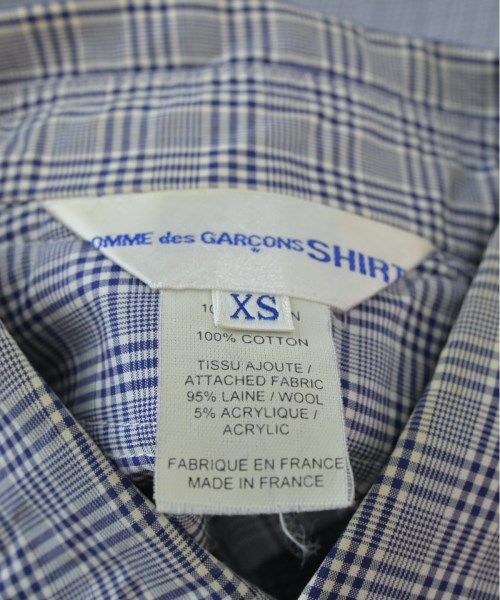 OMME des GARÇONS SHIRT
XS
100% COTTON
TISSU AJOUTE /
ATTACHED FABRIC
95% LAINE / WOOL
5% ACRYLIQUE /
ACRYLIC
FABRIQUE EN FRANCE
MADE IN FRANCE